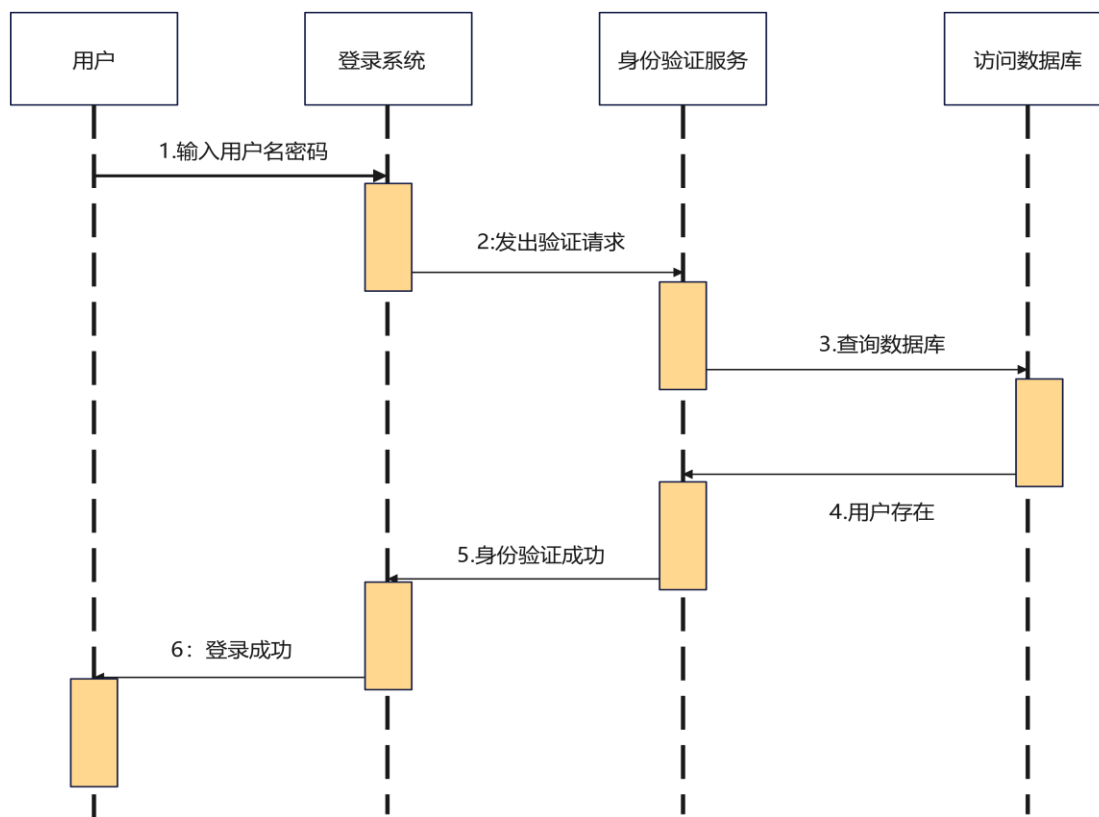 用户
登录系统
身份验证服务
访问数据库
1.输入用户名密码
2:发出验证请求
3.查询数据库
4.用户存在
5.身份验证成功
6：登录成功